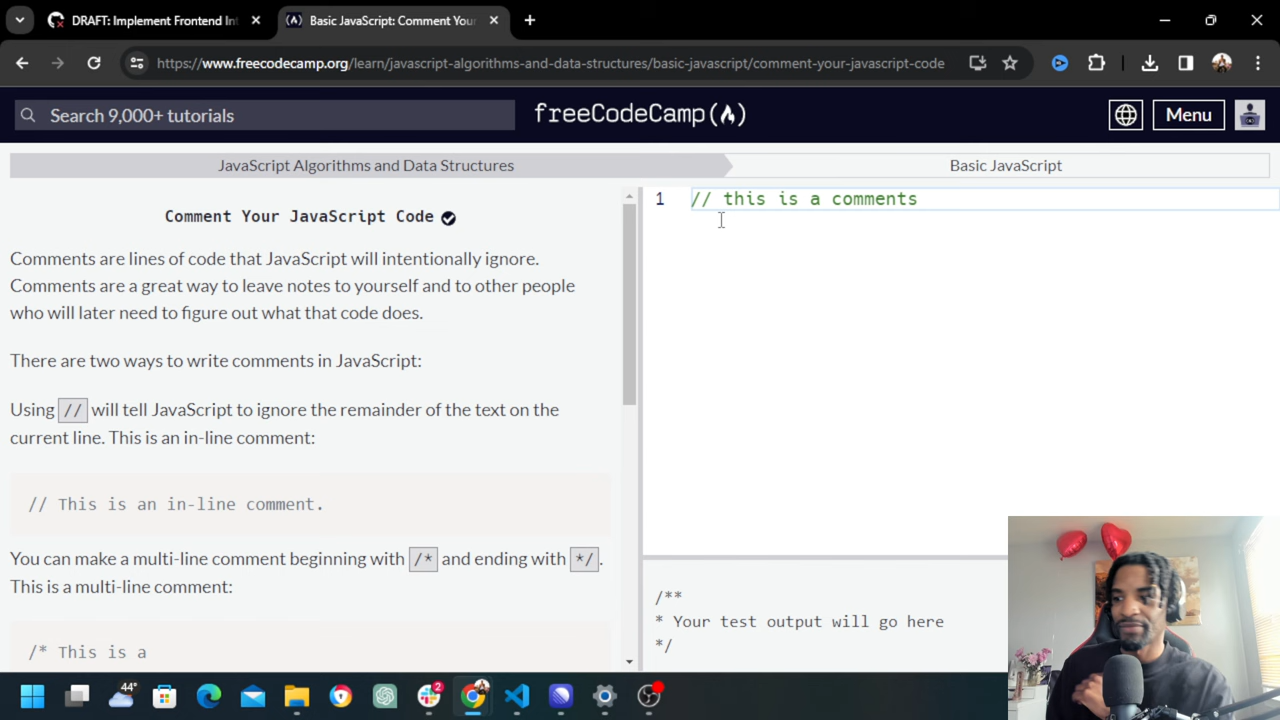 DRAFT: Implement Frontend Int
Basic JavaScript: Comment Your
https://www.freecodecamp.org/learn/javascript-algorithms-and-data-structures/basic-javascript/comment-your-javascript-code
Search 9,000+ tutorials
freeCodeCamp
Menu
JavaScript Algorithms and Data Structures
Basic JavaScript
Comment Your JavaScript Code
1 // this is a comments
Comments are lines of code that JavaScript will intentionally ignore.
Comments are a great way to leave notes to yourself and to other people
who will later need to figure out what that code does.
There are two ways to write comments in JavaScript:
Using // will tell JavaScript to ignore the remainder of the text on the
current line. This is an in-line comment:
// This is an in-line comment.
You can make a multi-line comment beginning with /* and ending with */.
This is a multi-line comment:
/* This is a
/**
* Your test output will go here
*/
44°
2